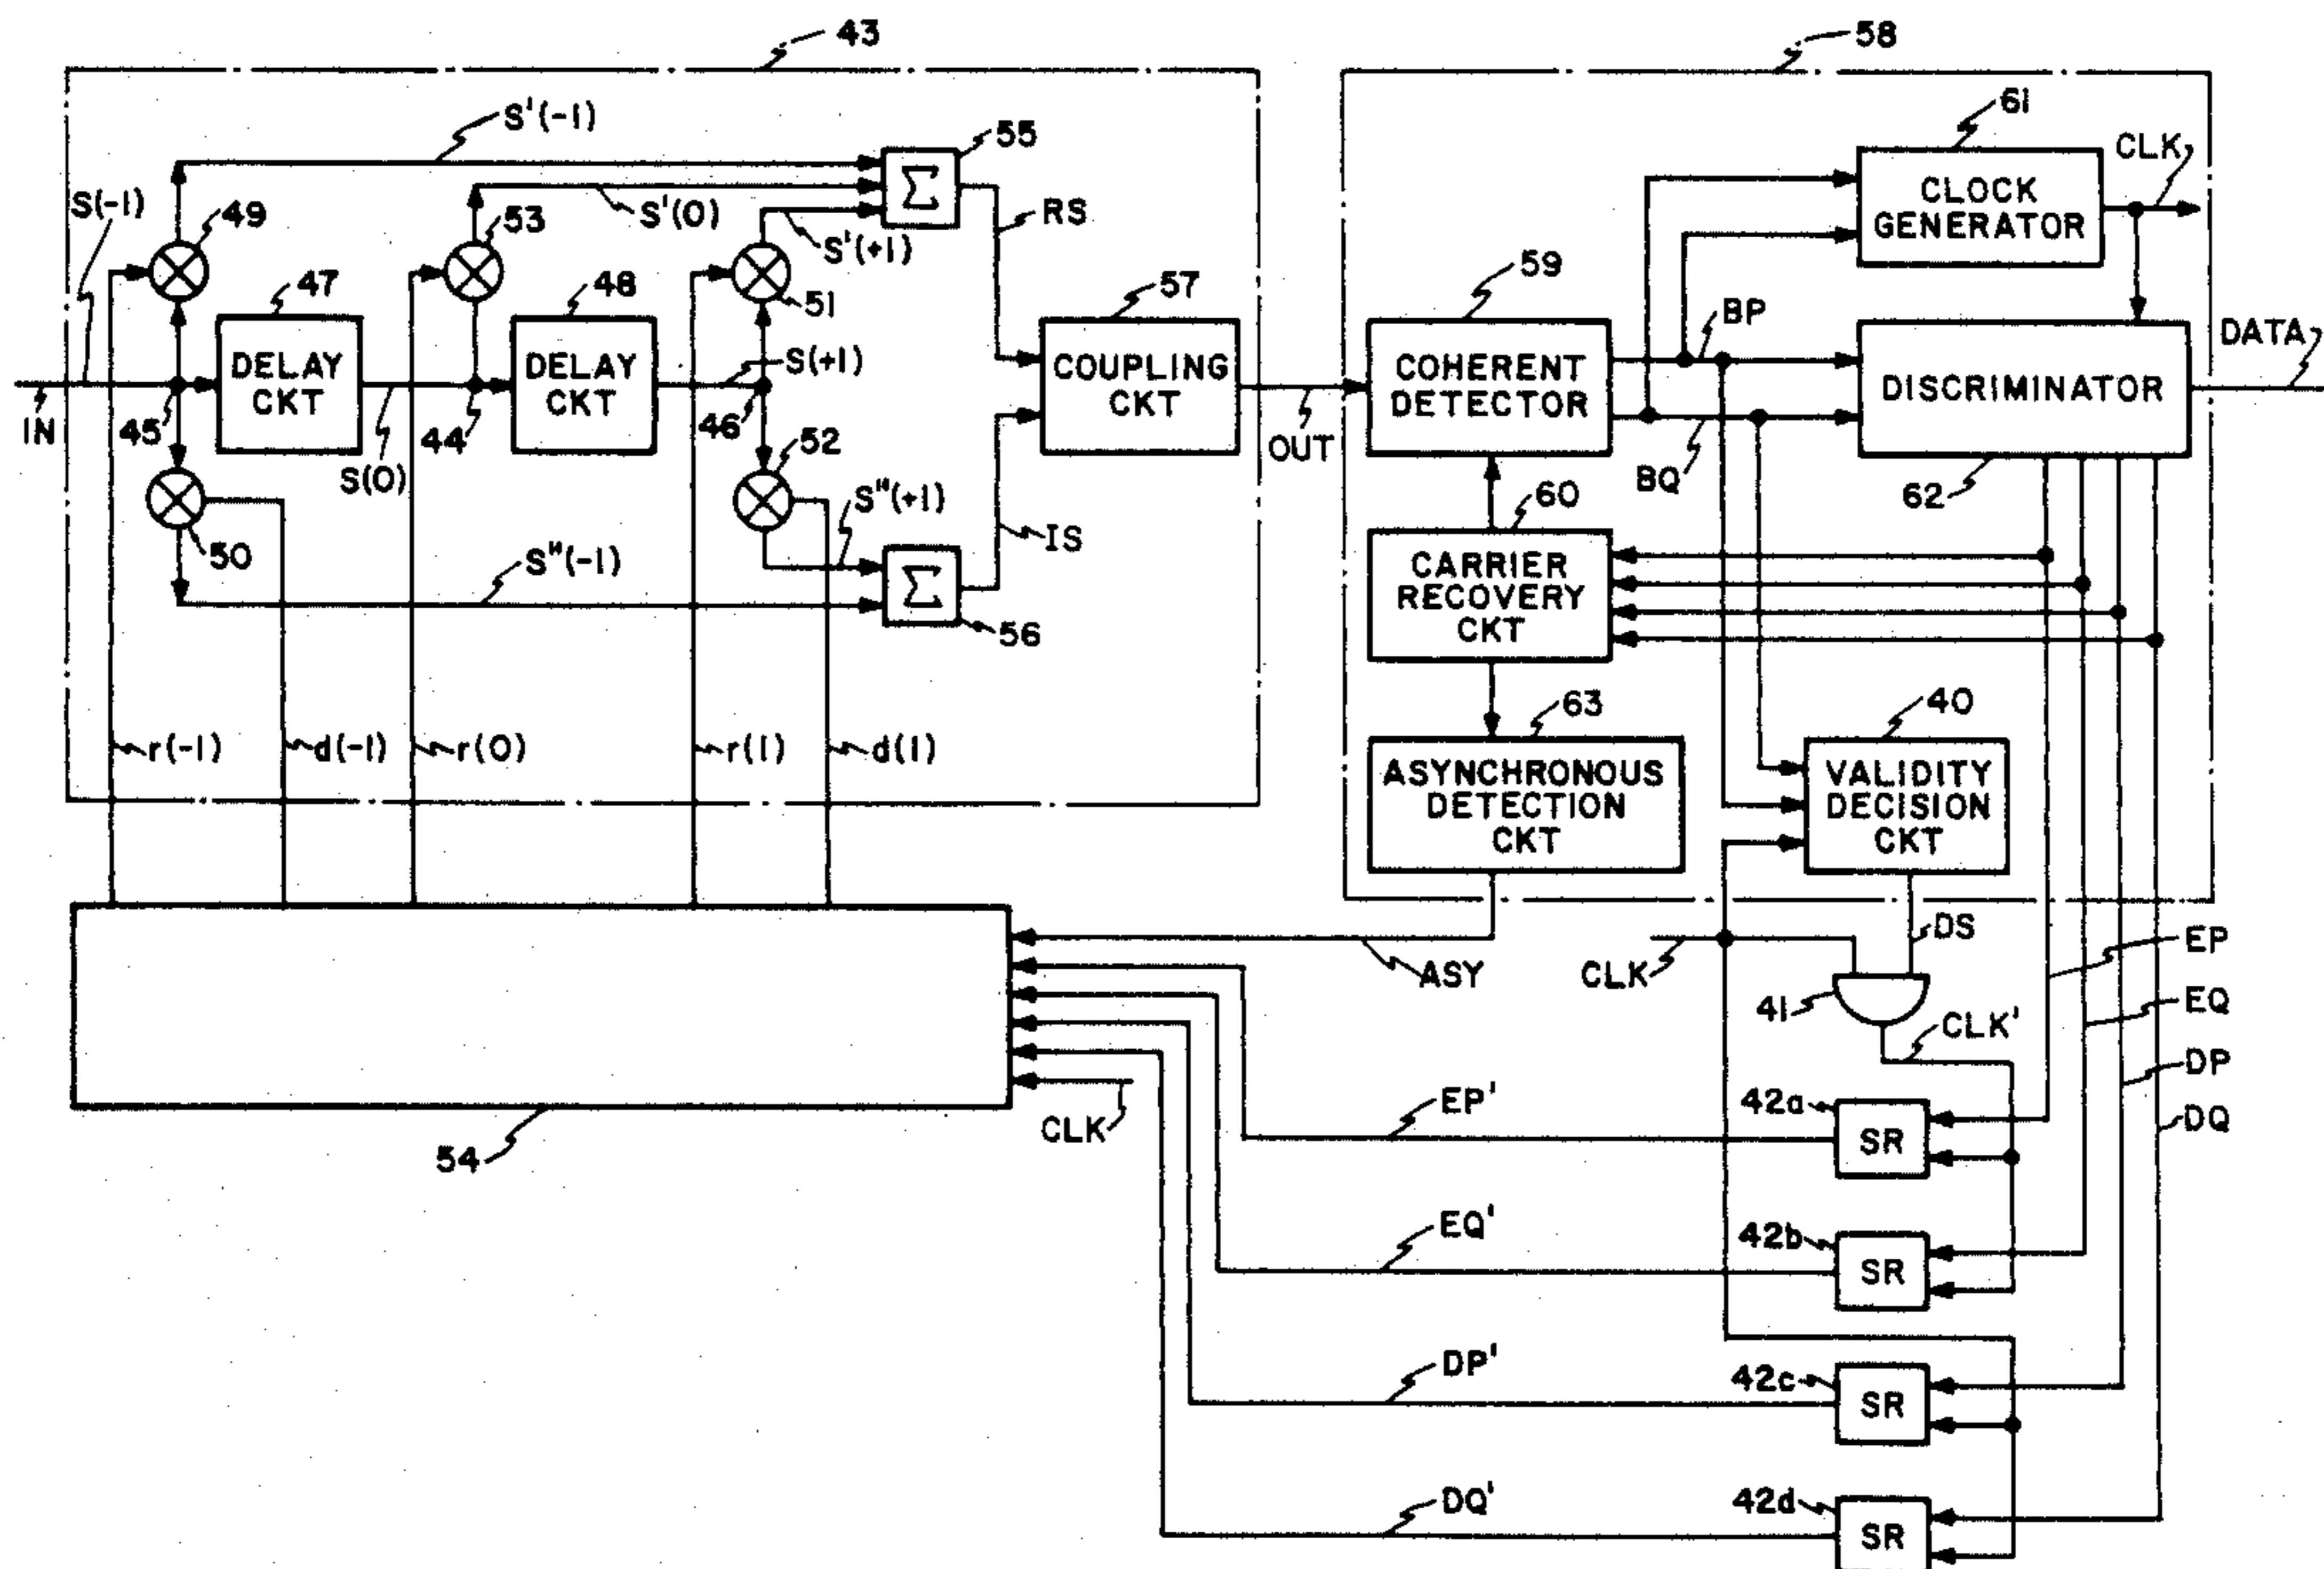 43
58
S'(-1)
55
61
CLK
S(-1)
49
53
S'(0)
Σ
RS
CLOCK
GENERATOR
S'(+1)
47
48
51
57
59
BP
DATA
DELAY
CKT
DELAY
CKT
S(+1)
COUPLING
CKT
COHERENT
DETECTOR
DISCRIMINATOR
IN
45
S(0)
44
46
52
OUT
BQ
62
50
S"(-1)
S"(+1)
Σ
IS
60
56
CARRIER
RECOVERY
CKT
63
40
r(-1)
d(-1)
r(0)
r(1)
d(1)
ASYNCHRONOUS
DETECTION
CKT
VALIDITY
DECISION
CKT
ASY
CLK
DS
EP
41
CLK'
EQ
DP
DQ
54
CLK
EP'
42a
SR
EQ'
42b
SR
DP'
42c
SR
DQ'
42d
SR